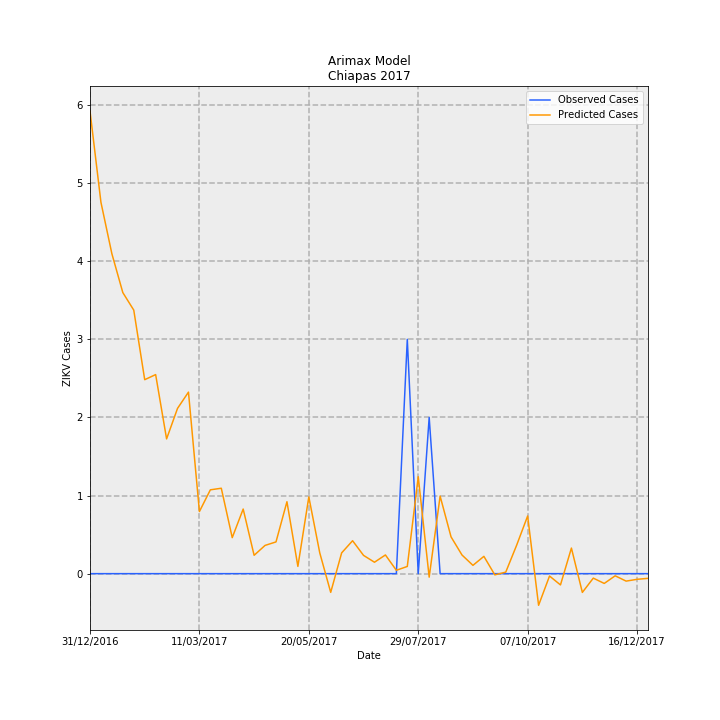 Arimax Model
Chiapas 2017
Observed Cases
Predicted Cases
6
5
4
3
2
1
0
ZIKV Cases
31/12/2016 11/03/2017 20/05/2017 29/07/2017 07/10/2017 16/12/2017
Date